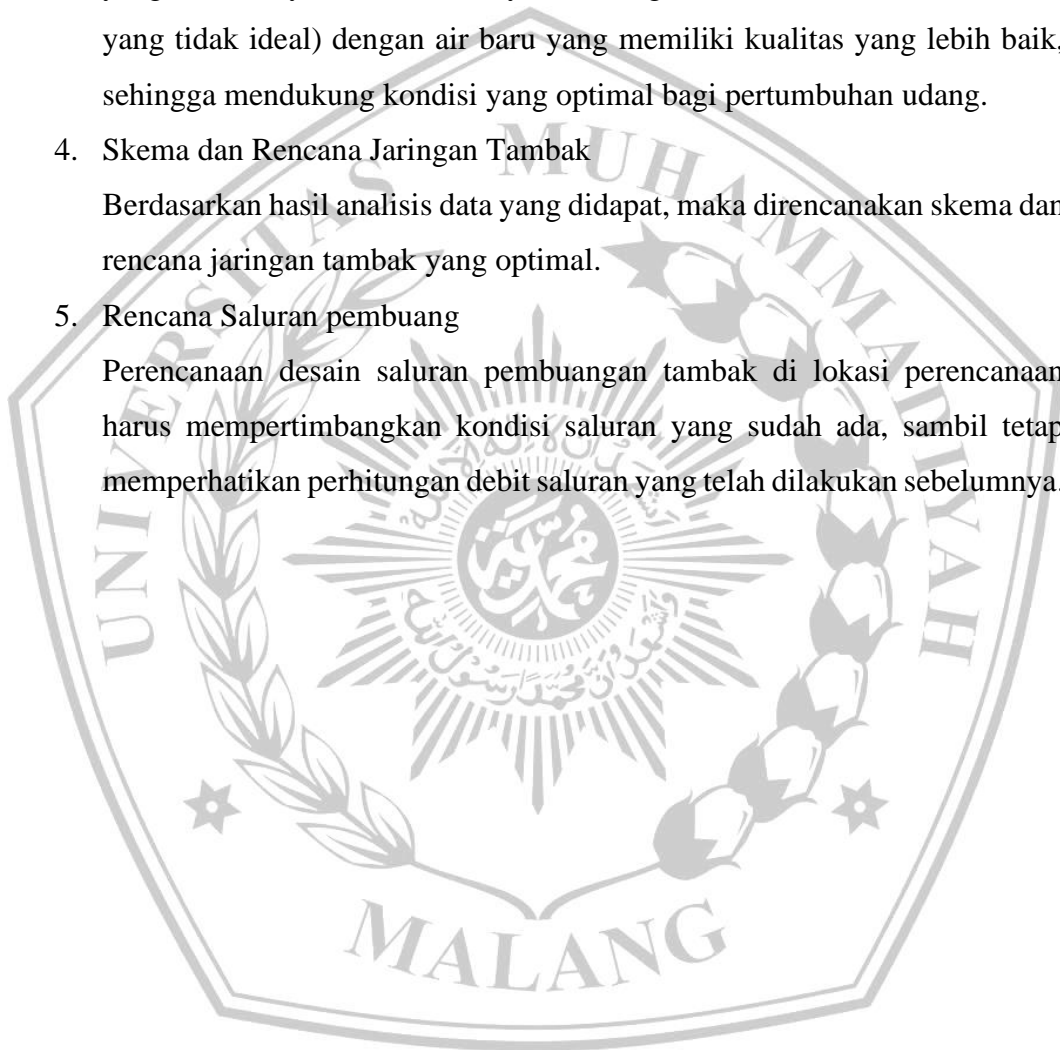 yang tidak ideal) dengan air baru yang memiliki kualitas yang lebih baik,
sehingga mendukung kondisi yang optimal bagi pertumbuhan udang.
4. Skema dan Rencana Jaringan Tambak
Berdasarkan hasil analisis data yang didapat, maka direncanakan skema dan
rencana jaringan tambak yang optimal.
5. Rencana Saluran pembuang
Perencanaan desain saluran pembuangan tambak di lokasi perencanaan
harus mempertimbangkan kondisi saluran yang sudah ada, sambil tetap
memperhatikan perhitungan debit saluran yang telah dilakukan sebelumnya.
UNIVERSITAS MUHAMMADIYAH
MALANG